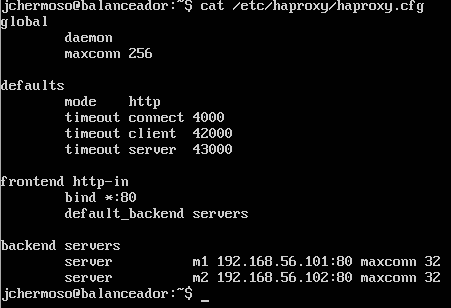 jchermoso@balanceador:~$ cat /etc/haproxy/haproxy.cfg
global
daemon
maxconn 256
defaults
mode http
timeout connect 4000
timeout client 42000
timeout server 43000
frontend http-in
bind *:80
default_backend servers
backend servers
server m1 192.168.56.101:80 maxconn 32
server m2 192.168.56.102:80 maxconn 32
jchermoso@balanceador:~$ _